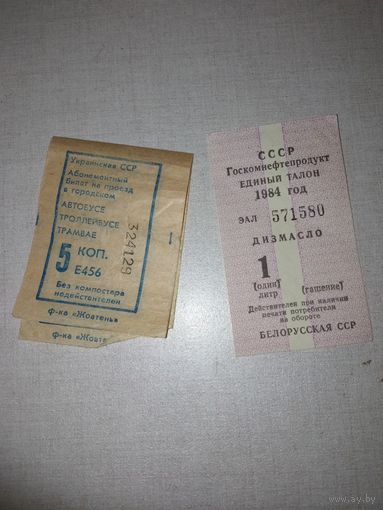 Украинская ССР
Абонементный
билет на проезд
в городском
АВТОБУСЕ
ТРОЛЛЕЙБУСЕ
ТРАМВАЕ
5 КОП.
Е456
324129
Без компостера
недействителен
ф-ка «Жовтень»
ф-ка «Жовте
СССР
Госкомнефтепродукт
ЕДИНЫЙ ТАЛОН
1984 ГОД
ЭАЛ 571580
ДИЗМАСЛО
1
(один) (гашение)
литр
Действителен при наличии
печати потребителя
на обороте
БЕЛОРУССКАЯ ССР
ay.by